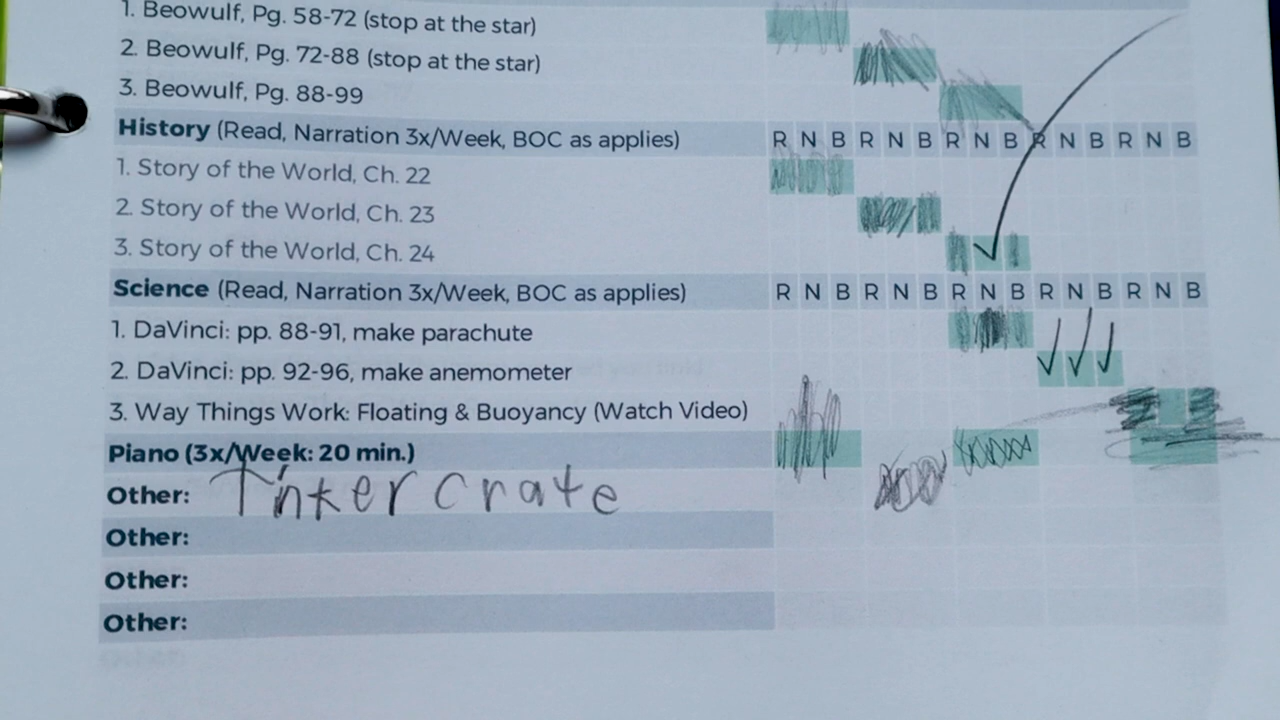 1. Beowulf, Pg. 58-72 (stop at the star)
2. Beowulf, Pg. 72-88 (stop at the star)
3. Beowulf, Pg. 88-99
History (Read, Narration 3x/Week, BOC as applies) R N B R N B R N B R N B R N B
1. Story of the World, Ch. 22
2. Story of the World, Ch. 23
3. Story of the World, Ch. 24
Science (Read, Narration 3x/Week, BOC as applies) R N B R N B R N B R N B R N B
1. DaVinci: pp. 88-91, make parachute
2. DaVinci: pp. 92-96, make anemometer
3. Way Things Work: Floating & Buoyancy (Watch Video)
Piano (3x/Week: 20 min.)
Other: Tinker crate
Other:
Other:
Other: